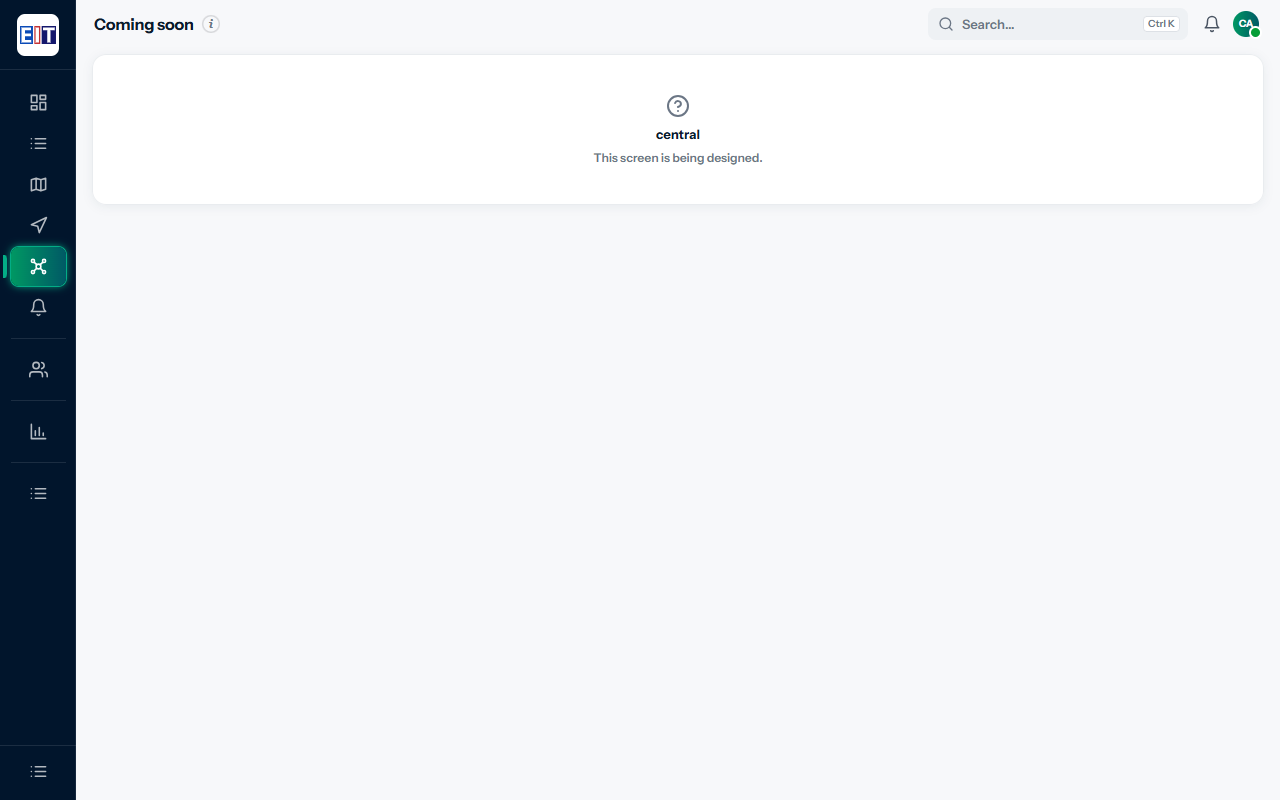 EIT
Coming soon
i
Search...
Ctrl K
CA
central
This screen is being designed.